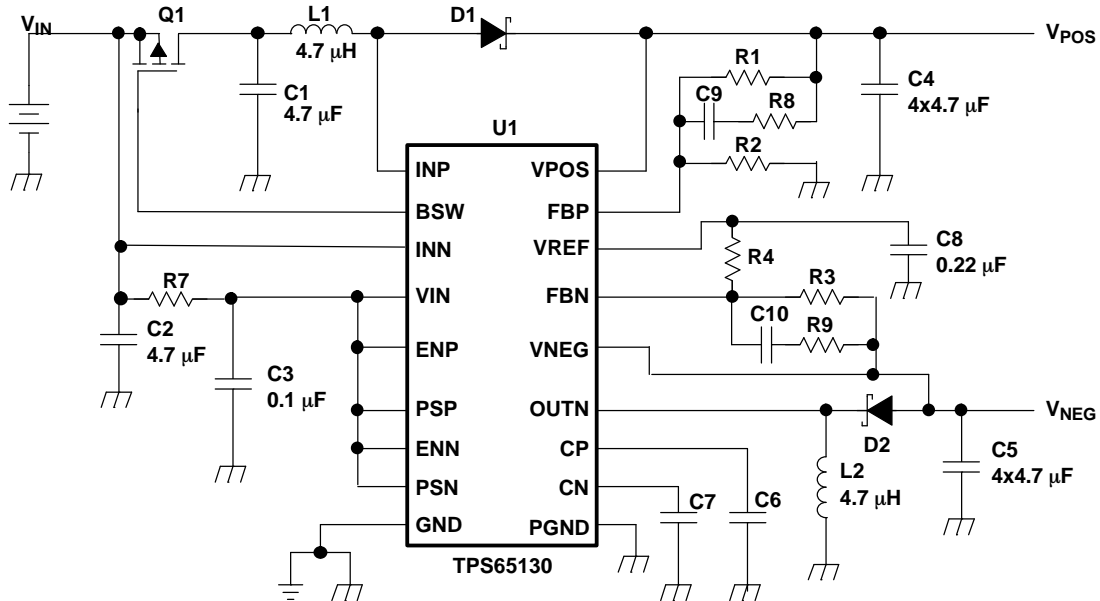 V_IN
Q1
L1
4.7 μH
D1
V_POS
C1
4.7 μF
R1
C9
R8
R2
C4
4x4.7 μF
U1
INP
VPOS
BSW
FBP
INN
VREF
VIN
FBN
ENP
VNEG
PSP
OUTN
ENN
CP
PSN
CN
GND
PGND
TPS65130
R7
C2
4.7 μF
C3
0.1 μF
R4
C8
0.22 μF
R3
C10
R9
D2
V_NEG
L2
4.7 μH
C5
4x4.7 μF
C7
C6